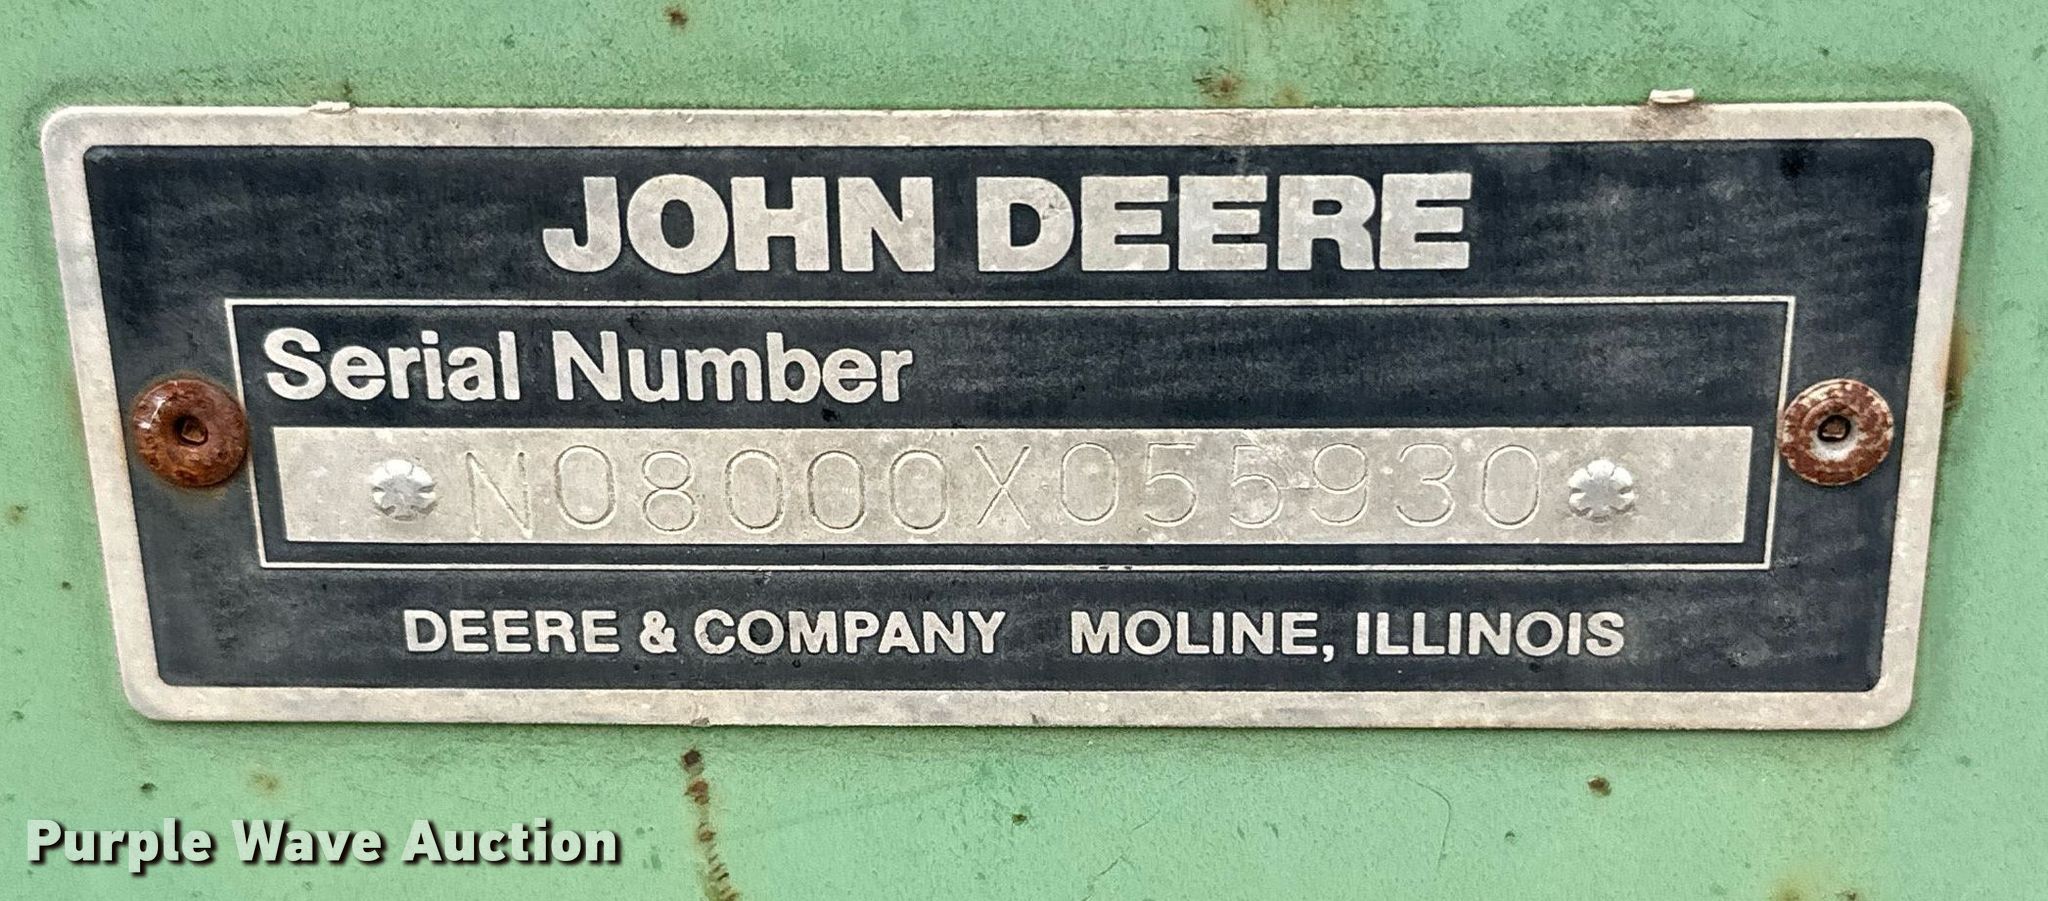 JOHN DEERE
Serial Number
N08000X055930
DEERE & COMPANY MOLINE, ILLINOIS
Purple Wave Auction